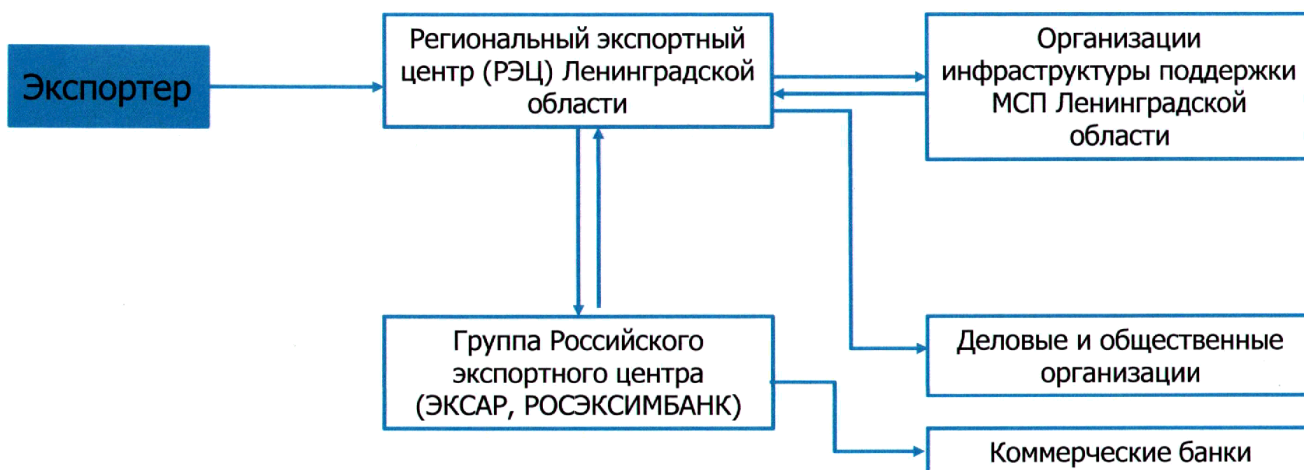 Экспортер
Региональный экспортный
центр (РЭЦ) Ленинградской
области
Организации
инфраструктуры поддержки
МСП Ленинградской
области
Группа Российского
экспортного центра
(ЭКСАР, РОСЭКСИМБАНК)
Деловые и общественные
организации
Коммерческие банки